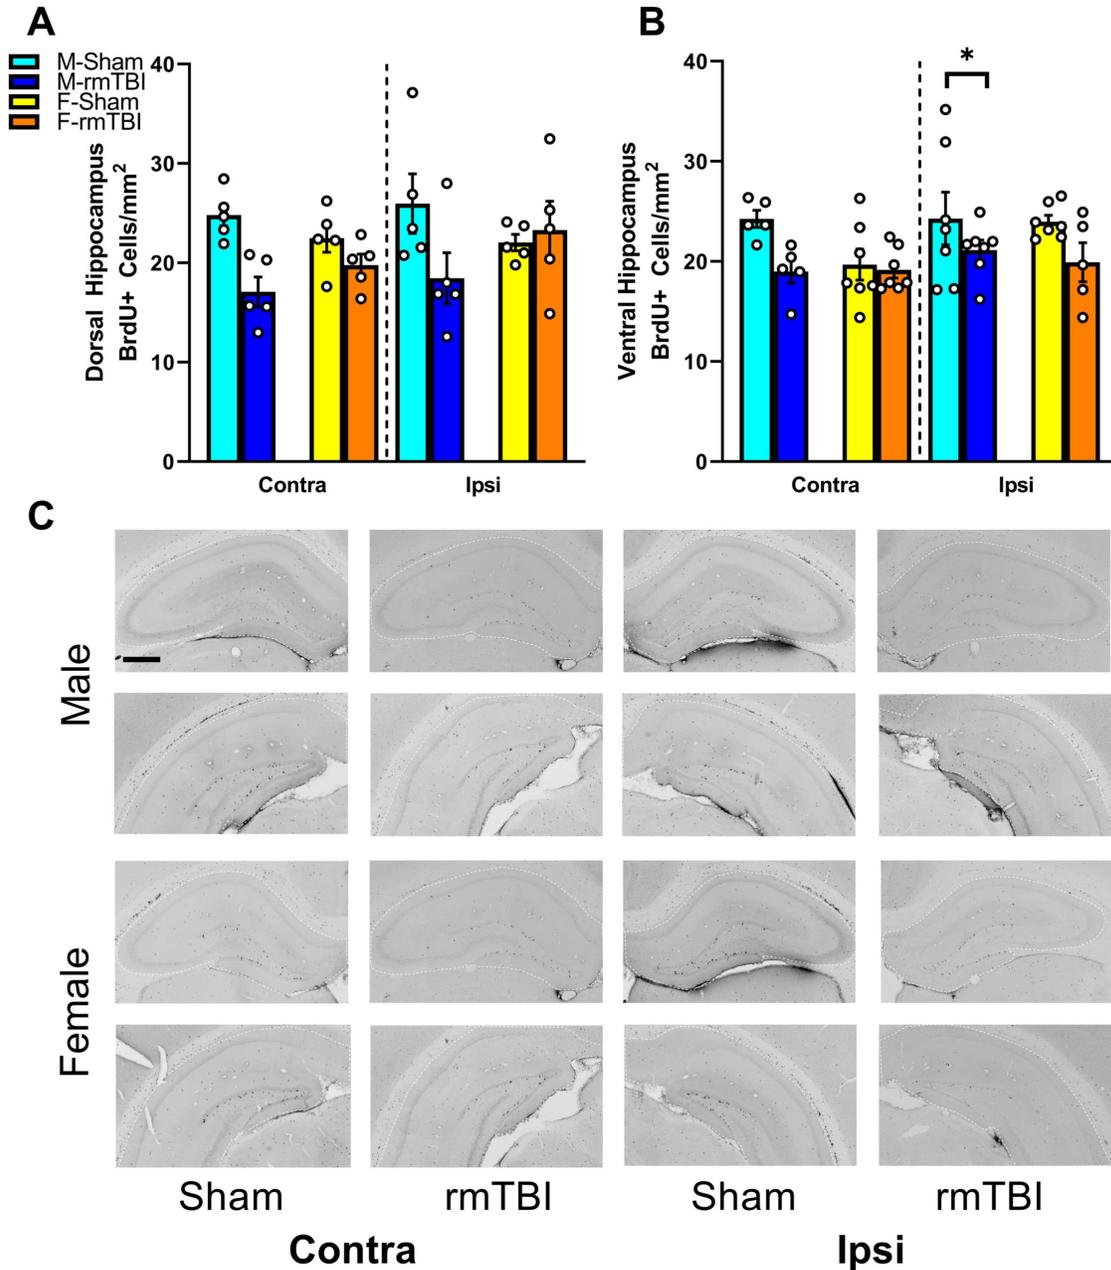 A
M-Sham
M-rmTBI
F-Sham
F-rmTBI
Dorsal Hippocampus
BrdU+ Cells/mm2
40
30
20
10
0
Contra
Ipsi
B
Ventral Hippocampus
BrdU+ Cells/mm2
40
30
20
10
0
*
Contra
Ipsi
C
Male
Female
Sham
rmTBI
Sham
rmTBI
Contra
Ipsi